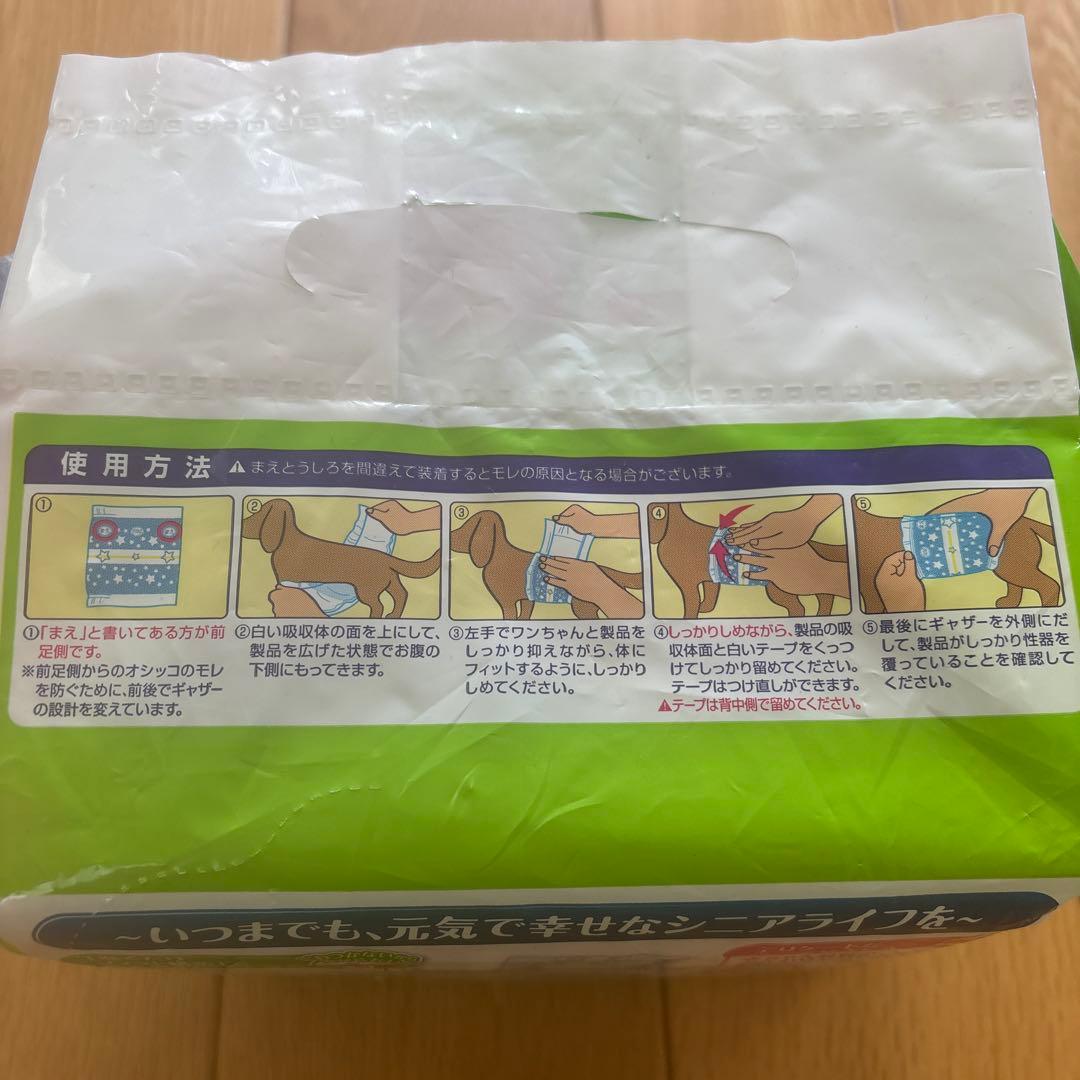 使用方法 ⚠まえとうしろを間違えて装着するとモレの原因となる場合がございます。
①
②
③
④
⑤
①「まえ」と書いてある方が前
足側です。
※前足側からのオシッコのモレ
を防ぐために、前後でギャザー
の設計を変えています。
②白い吸収体の面を上にして、
製品を広げた状態でお腹の
下側にもってきます。
③左手でワンちゃんと製品を
しっかり抑えながら、体に
フィットするように、しっかり
しめてください。
④しっかりしめながら、製品の吸
収体面と白いテープをくっつ
けてしっかり留めてください。
テープはつけ直しができます。
⚠テープは背中側で留めてください。
⑤最後にギャザーを外側にだ
して、製品がしっかり性器を
覆っていることを確認して
ください。
~いつまでも、元気で幸せなシニアライフを~